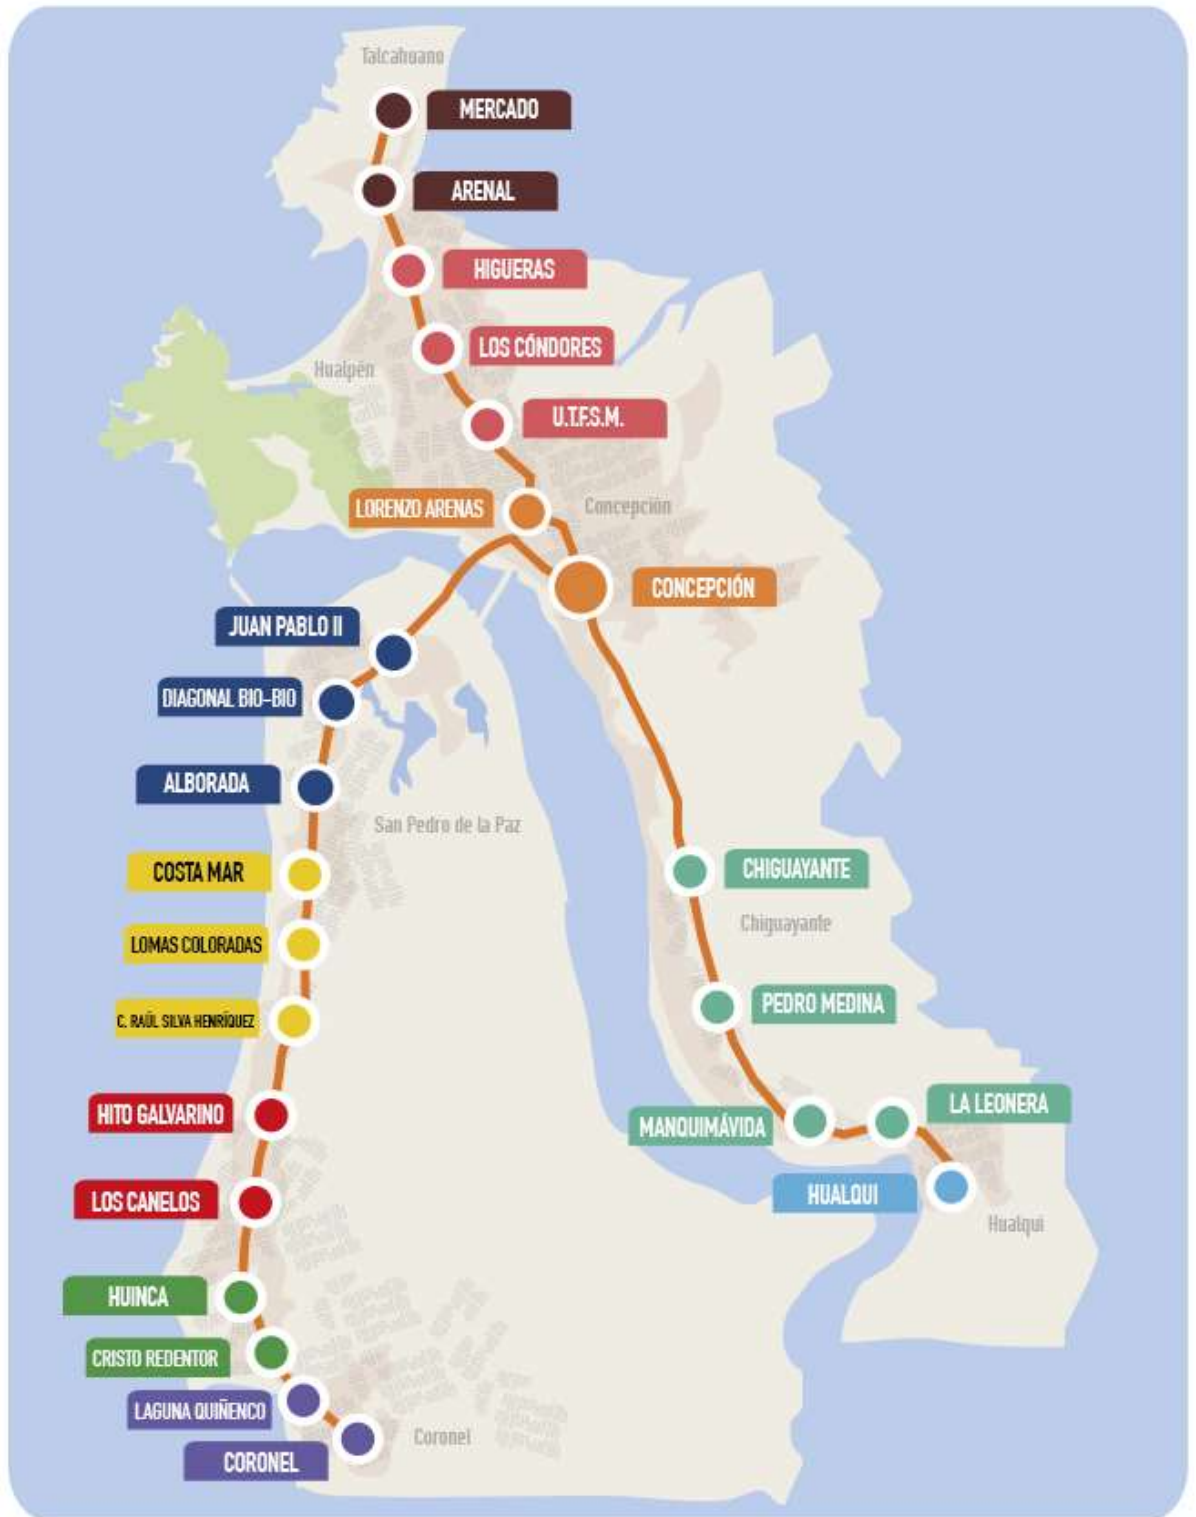 Talcahuano
MERCADO
ARENAL
HIGUERAS
LOS CÓNDORES
Hualpén
U.T.F.S.M.
LORENZO ARENAS
Concepción
CONCEPCIÓN
JUAN PABLO II
DIAGONAL BIO-BIO
ALBORADA
San Pedro de la Paz
COSTA MAR
CHIGUAYANTE
Chiguayante
LOMAS COLORADAS
PEDRO MEDINA
C. RAÚL SILVA HENRÍQUEZ
HITO GALVARINO
LA LEONERA
MANQUIMÁVIDA
LOS CANELOS
HUALQUI
Hualqui
HUINCA
CRISTO REDENTOR
LAGUNA QUIÑENCO
Coronel
CORONEL